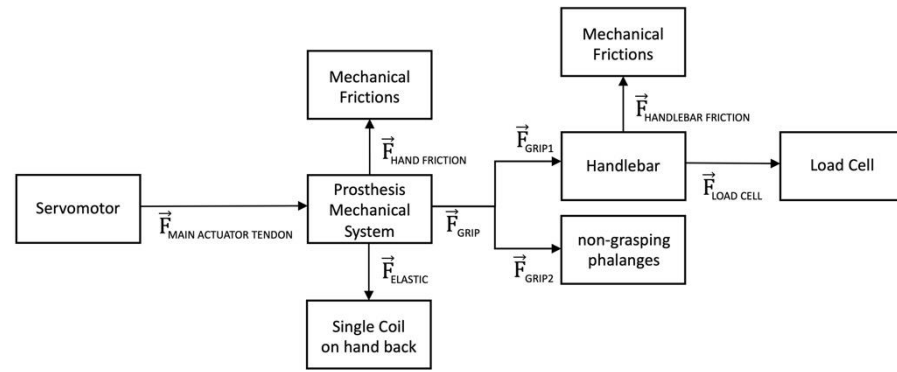 Mechanical
Frictions
F⃗HANDLEBAR FRICTION
Mechanical
Frictions
F⃗HAND FRICTION
F⃗GRIP1
Handlebar
F⃗LOAD CELL
Load Cell
Servomotor
F⃗MAIN ACTUATOR TENDON
Prosthesis
Mechanical
System
F⃗GRIP
F⃗GRIP2
non-grasping
phalanges
F⃗ELASTIC
Single Coil
on hand back